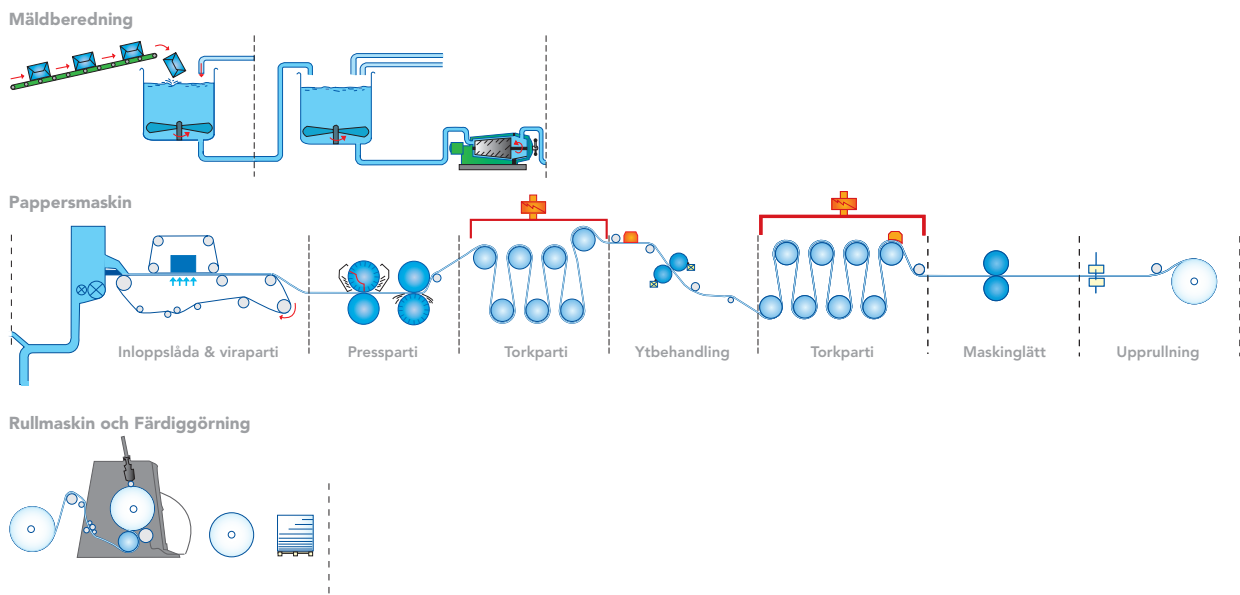 Mäldberedning
Pappersmaskin
Inloppslåda & viraparti
Pressparti
Torkparti
Ytbehandling
Torkparti
Maskinglätt
Upprullning
Rullmaskin och Färdiggörning